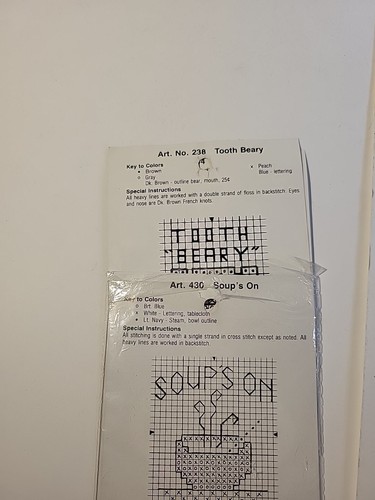 Art. No. 238 Tooth Beary
Key to Colors
Brown
Peach
Gray
Blue - lettering
Dk. Brown - outline bear, mouth, 254
Special Instructions
All heavy lines are worked with a double strand of floss in backstitch. Eyes
and nose are Dk. Brown French knots.
TOOTH
"BEARY"
Art. 430 Soup's On
Key to Colors
Brt. Blue
White - Lettering, tablecloth
Lt. Navy - Steam, bowl outline
Special Instructions
All stitching is done with a single strand in cross stitch except as noted. All
heavy lines are worked in backstitch.
SOUP'S ON